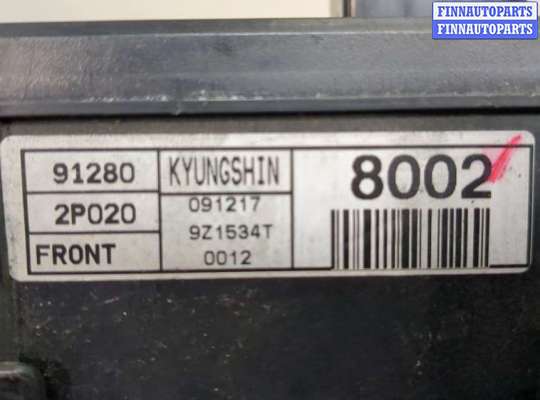 FINNAUTOPARTS
FINNAUTOPARTS
91280
2P020
FRONT
KYUNGSHIN
091217
9Z1534T
0012
8002